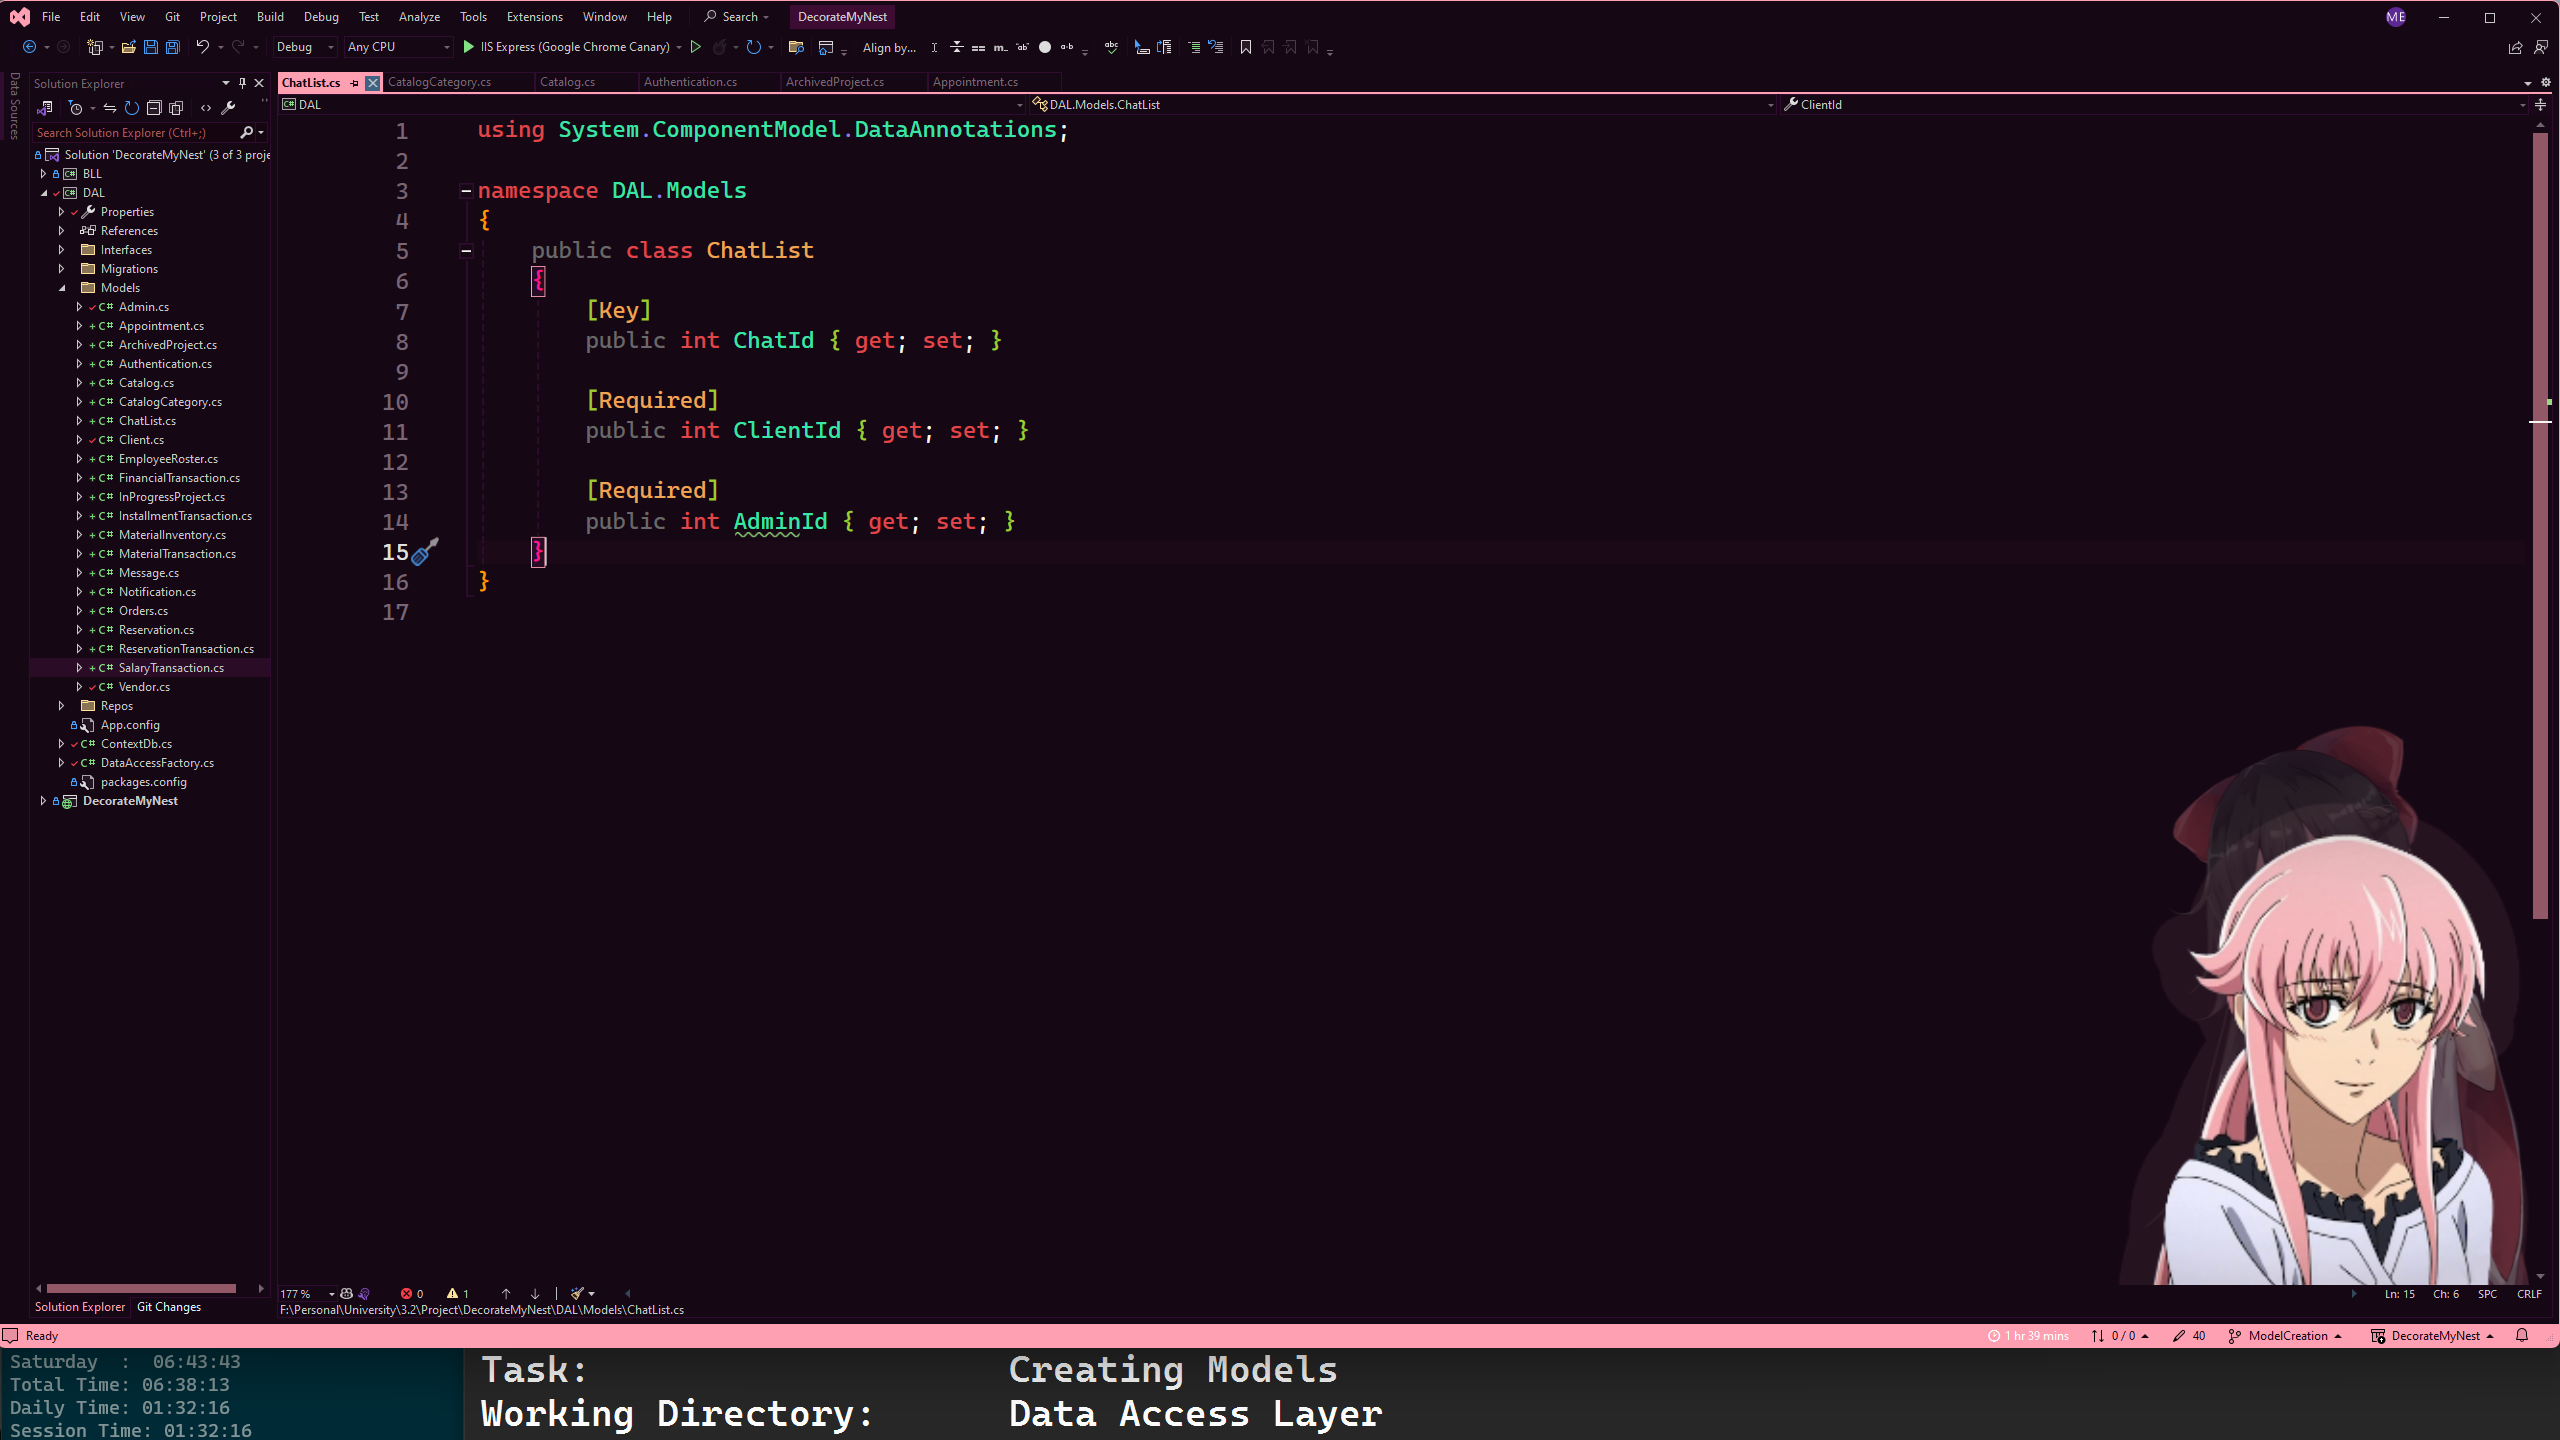 File Edit View Git Project Build Debug Test Analyze Tools Extensions Window Help Search DecorateMyNest ME
Debug Any CPU IIS Express (Google Chrome Canary) Align by...
Data Sources
Solution Explorer
Search Solution Explorer (Ctrl+;)
Solution 'DecorateMyNest' (3 of 3 proje
BLL
DAL
Properties
References
Interfaces
Migrations
Models
Admin.cs
Appointment.cs
ArchivedProject.cs
Authentication.cs
Catalog.cs
CatalogCategory.cs
ChatList.cs
Client.cs
EmployeeRoster.cs
FinancialTransaction.cs
InProgressProject.cs
InstallmentTransaction.cs
MaterialInventory.cs
MaterialTransaction.cs
Message.cs
Notification.cs
Orders.cs
Reservation.cs
ReservationTransaction.cs
SalaryTransaction.cs
Vendor.cs
Repos
App.config
ContextDb.cs
DataAccessFactory.cs
packages.config
DecorateMyNest
Solution Explorer Git Changes
ChatList.cs CatalogCategory.cs Catalog.cs Authentication.cs ArchivedProject.cs Appointment.cs
DAL DAL.Models.ChatList ClientId
1 using System.ComponentModel.DataAnnotations;
2
3 namespace DAL.Models
4 {
5 public class ChatList
6 {
7 [Key]
8 public int ChatId { get; set; }
9
10 [Required]
11 public int ClientId { get; set; }
12
13 [Required]
14 public int AdminId { get; set; }
15 }
16 }
17
177 % 0 1 Ln: 15 Ch: 6 SPC CRLF
F:\Personal\University\3.2\Project\DecorateMyNest\DAL\Models\ChatList.cs
Ready 1 hr 39 mins 0 / 0 40 ModelCreation DecorateMyNest
Saturday : 06:43:43
Total Time: 06:38:13
Daily Time: 01:32:16
Session Time: 01:32:16
Task: Creating Models
Working Directory: Data Access Layer